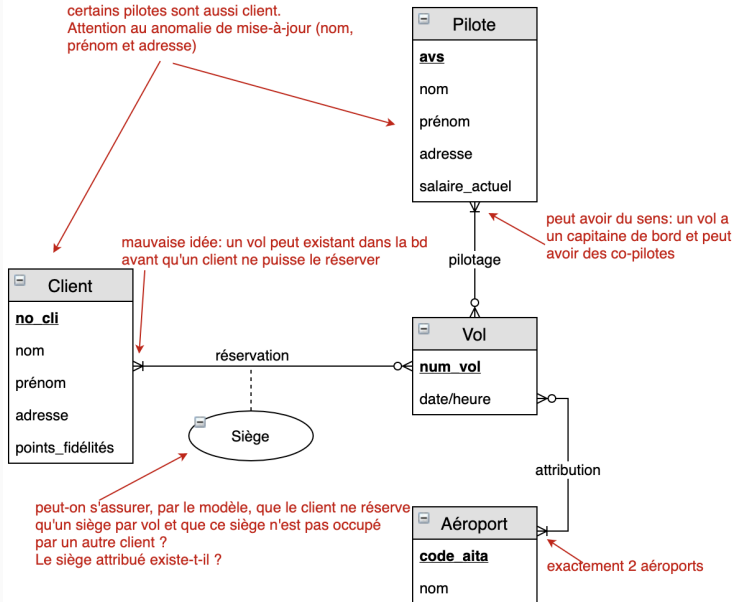 certains pilotes sont aussi client.
Attention au anomalie de mise-à-jour (nom,
prénom et adresse)
Pilote
avs
nom
prénom
adresse
salaire_actuel
peut avoir du sens: un vol a
un capitaine de bord et peut
avoir des co-pilotes
mauvaise idée: un vol peut existant dans la bd
avant qu'un client ne puisse le réserver
pilotage
Client
no_cli
nom
prénom
adresse
points_fidélités
réservation
Siège
Vol
num_vol
date/heure
attribution
peut-on s'assurer, par le modèle, que le client ne réserve
qu'un siège par vol et que ce siège n'est pas occupé
par un autre client ?
Le siège attribué existe-t-il ?
Aéroport
code_aita
nom
exactement 2 aéroports